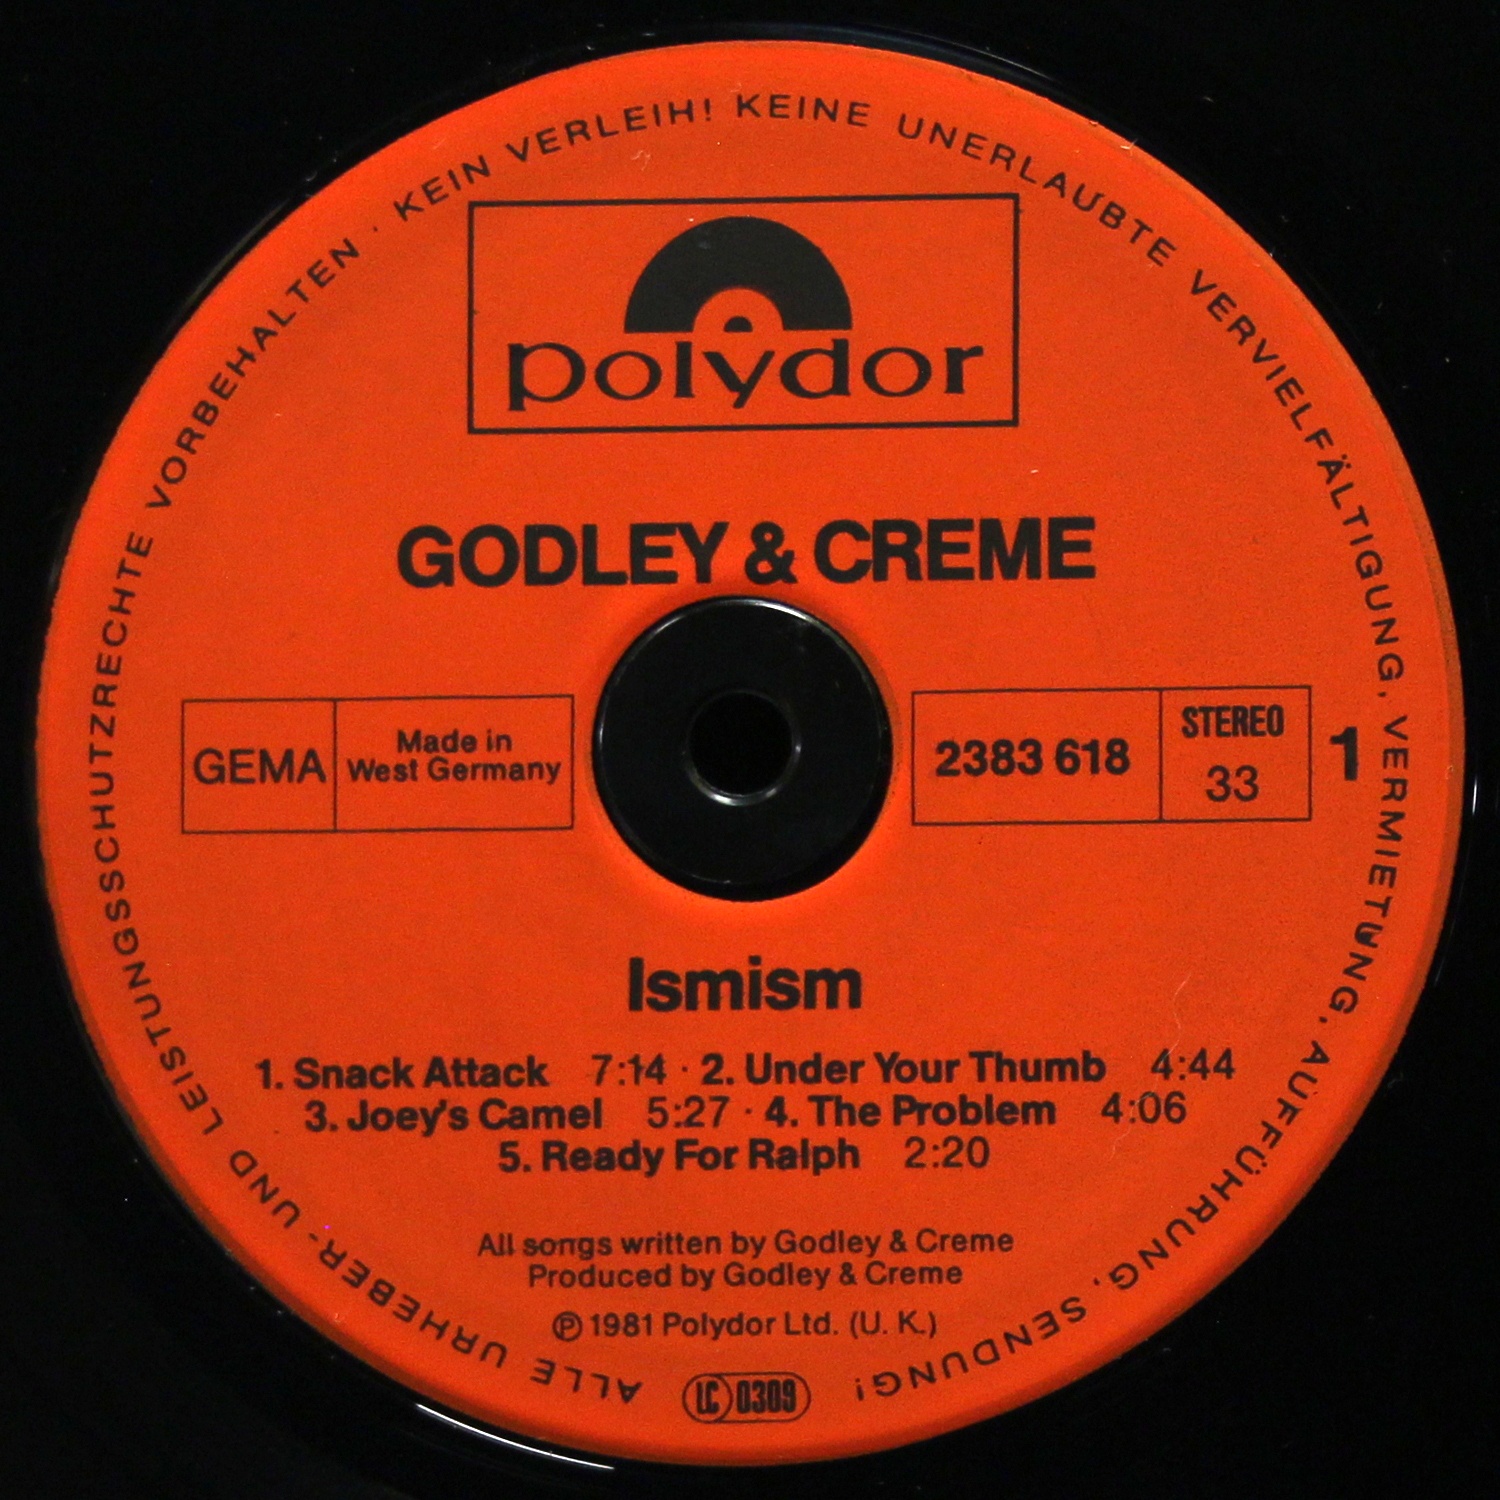 ALLE URHEBER- UND LEISTUNGSSCHUTZRECHTE VORBEHALTEN · KEIN VERLEIH! KEINE UNERLAUBTE VERVIELFÄLTIGUNG, VERMIETUNG, AUFFÜHRUNG, SENDUNG!
polydor
GODLEY & CREME
GEMA
Made in
West Germany
2383 618
STEREO
33
1
Ismism
1. Snack Attack 7:14 · 2. Under Your Thumb 4:44
3. Joey's Camel 5:27 · 4. The Problem 4:06
5. Ready For Ralph 2:20
All songs written by Godley & Creme
Produced by Godley & Creme
℗ 1981 Polydor Ltd. (U. K.)
LC 0309